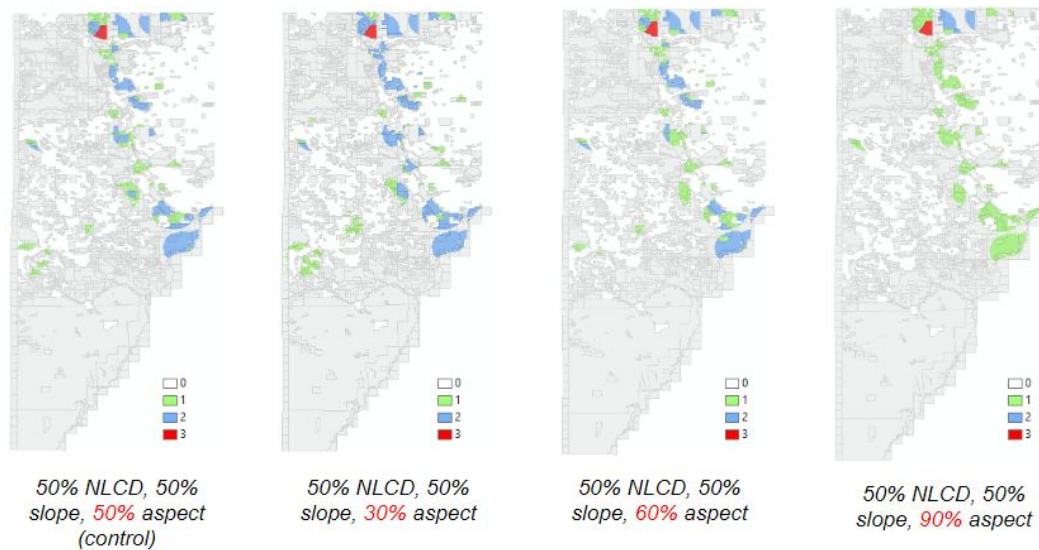 0
1
2
3
0
1
2
3
0
1
2
3
0
1
2
3
50% NLCD, 50%
slope, 50% aspect
(control)
50% NLCD, 50%
slope, 30% aspect
50% NLCD, 50%
slope, 60% aspect
50% NLCD, 50%
slope, 90% aspect